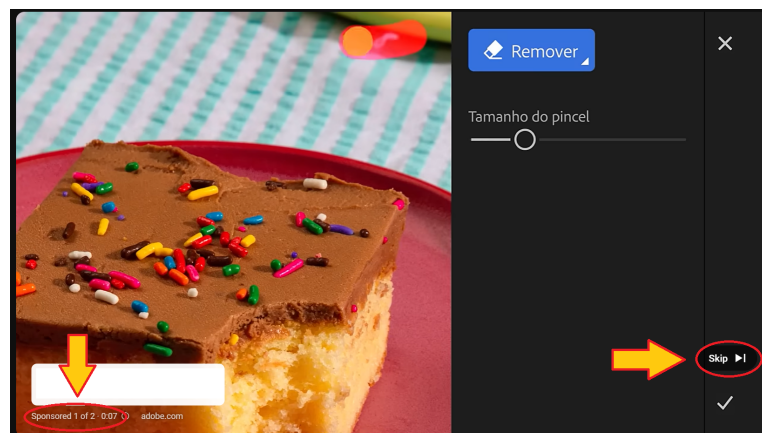 Remover
Tamanho do pincel
Skip
Sponsored 1 of 2 · 0:07
adobe.com